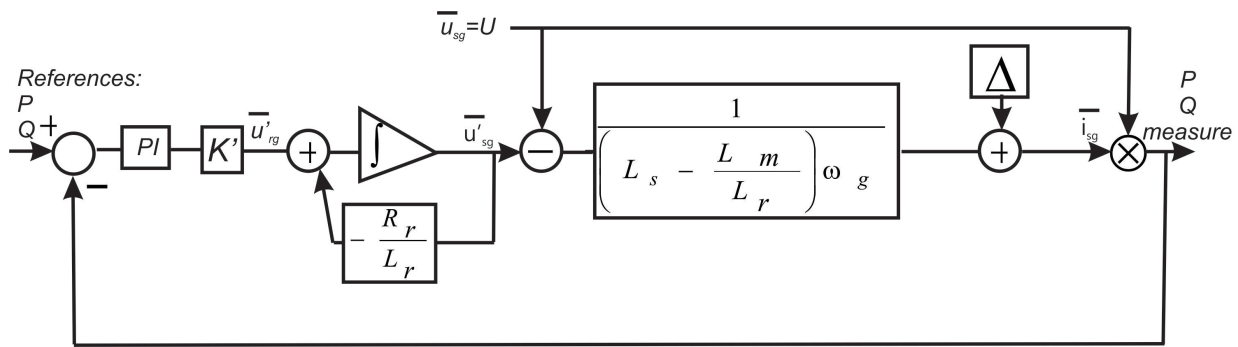 u̅sg=U
References:
P
Q
+
−
PI
K'
u̅'rg
+
∫
u̅'sg
− Rr
Lr
−
1
( Ls − Lm
Lr ) ωg
Δ
+
i̅sg
×
P
Q
measure